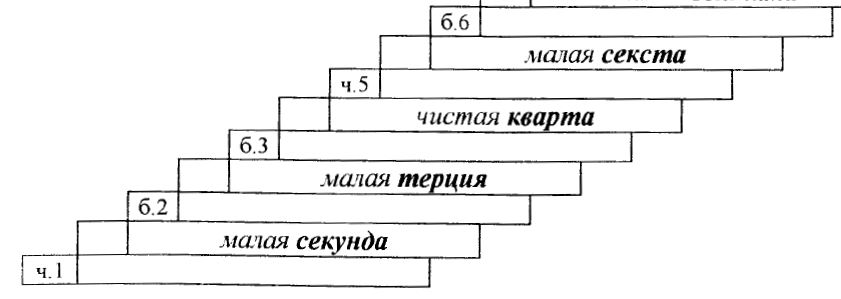 б.6
малая секста
ч.5
чистая кварта
б.3
малая терция
б.2
малая секунда
ч.1